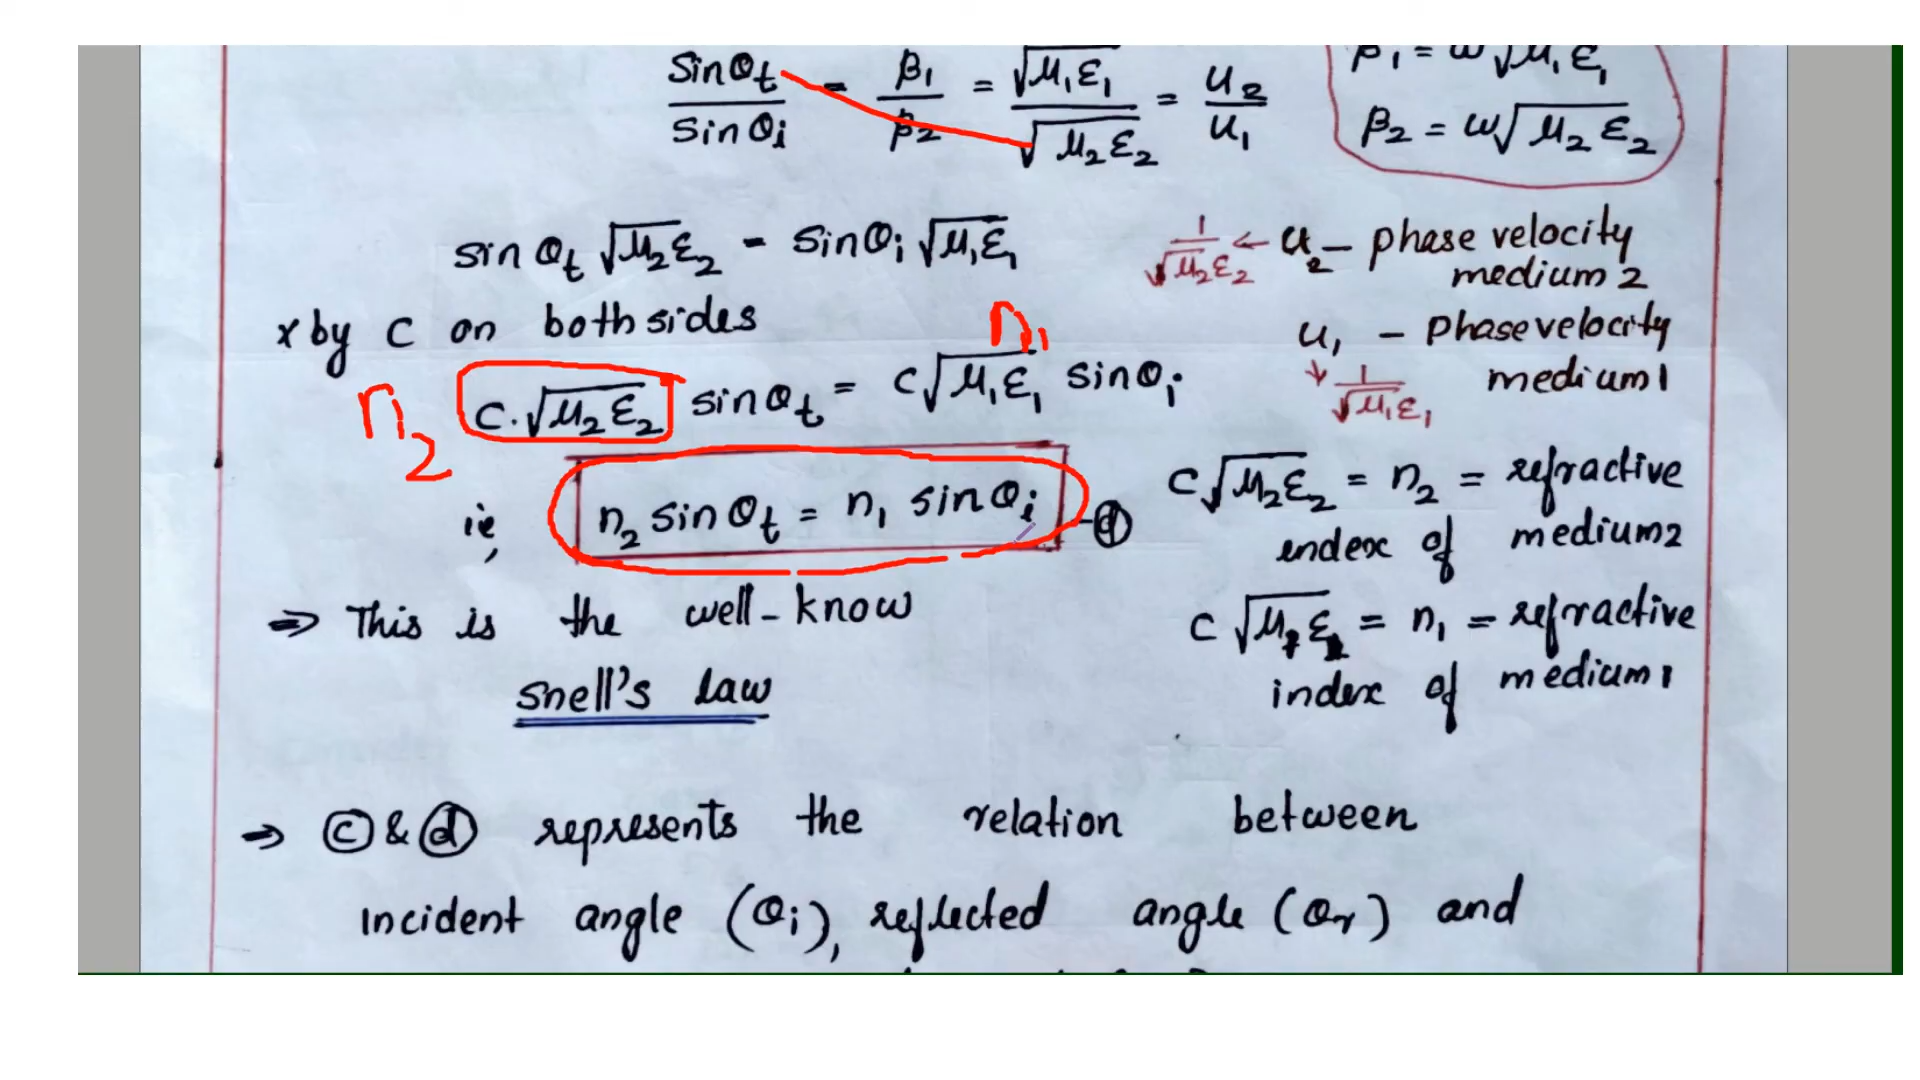 Sinθt / Sinθi = β1 / β2 = √μ1ε1 / √μ2ε2 = u2 / u1
β1 = ω√μ1ε1
β2 = ω√μ2ε2
sinθt √μ2ε2 = sinθi √μ1ε1
1/√μ2ε2 ← u2 – phase velocity
medium 2
x by C on both sides
n1
u1 – Phase velocity
medium 1
↓ 1/√μ1ε1
n2
C.√μ2ε2 sinθt = C√μ1ε1 sinθi
ie, n2 sinθt = n1 sinθi –ⓓ
C√μ2ε2 = n2 = refractive
index of medium2
⇒ This is the well-know
Snell's law
C√μ1ε1 = n1 = refractive
index of medium1
⇒ ⓒ & ⓓ represents the relation between
incident angle (θi), reflected angle (θr) and